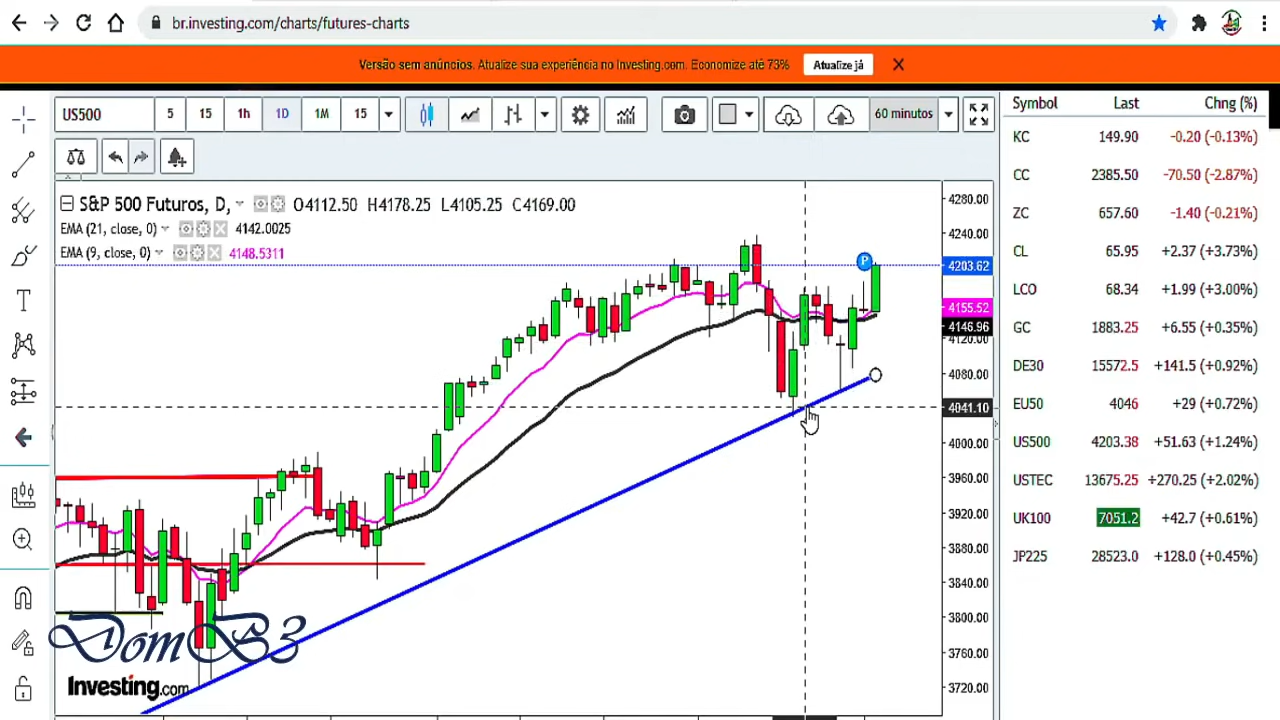 br.investing.com/charts/futures-charts
Versão sem anúncios. Atualize sua experiência no Investing.com. Economize até 73% Atualize já
US500 5 15 1h 1D 1M 15 60 minutos
S&P 500 Futuros, D, O4112.50 H4178.25 L4105.25 C4169.00
EMA (21, close, 0) 4142.0025
EMA (9, close, 0) 4148.5311
4280.00
4240.00
4203.62
4155.52
4146.96
4120.00
4080.00
4041.10
4000.00
3960.00
3920.00
3880.00
3840.00
3800.00
3760.00
3720.00
P
T
DomB3
Investing.com
Symbol Last Chng (%)
KC 149.90 -0.20 (-0.13%)
CC 2385.50 -70.50 (-2.87%)
ZC 657.60 -1.40 (-0.21%)
CL 65.95 +2.37 (+3.73%)
LCO 68.34 +1.99 (+3.00%)
GC 1883.25 +6.55 (+0.35%)
DE30 15572.5 +141.5 (+0.92%)
EU50 4046 +29 (+0.72%)
US500 4203.38 +51.63 (+1.24%)
USTEC 13675.25 +270.25 (+2.02%)
UK100 7051.2 +42.7 (+0.61%)
JP225 28523.0 +128.0 (+0.45%)